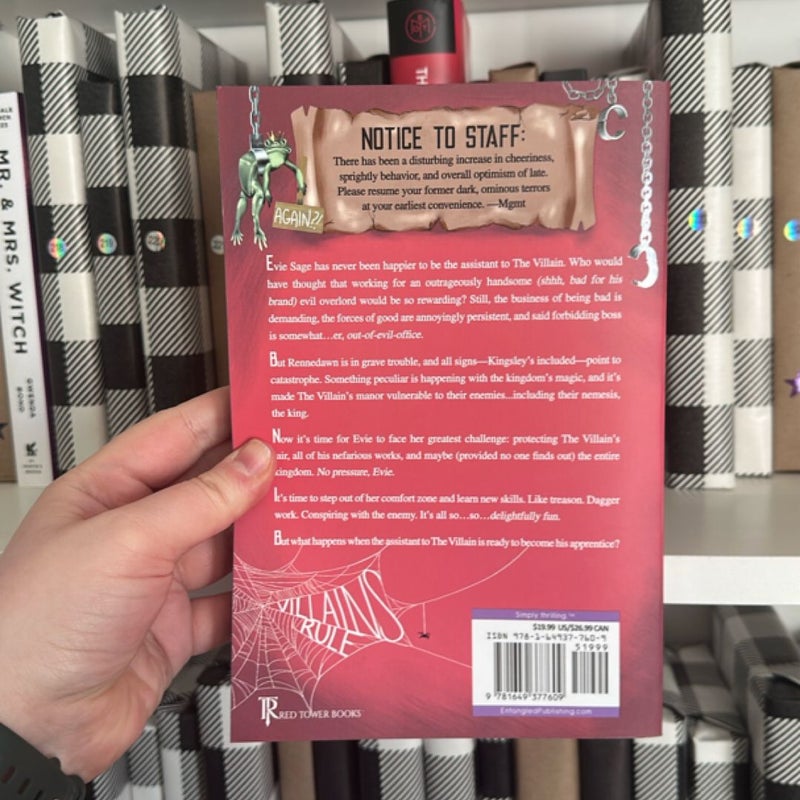 NOTICE TO STAFF:
There has been a disturbing increase in cheeriness,
sprightly behavior, and overall optimism of late.
Please resume your former dark, ominous terrors
at your earliest convenience. —Mgmt
AGAIN?!
Evie Sage has never been happier to be the assistant to The Villain. Who would
have thought that working for an outrageously handsome (shhh, bad for his
brand) evil overlord would be so rewarding? Still, the business of being bad is
demanding, the forces of good are annoyingly persistent, and said forbidding boss
is somewhat…er, out-of-evil-office.
But Rennedawn is in grave trouble, and all signs—Kingsley's included—point to
catastrophe. Something peculiar is happening with the kingdom's magic, and it's
made The Villain's manor vulnerable to their enemies...including their nemesis,
the king.
Now it's time for Evie to face her greatest challenge: protecting The Villain's
air, all of his nefarious works, and maybe (provided no one finds out) the entire
kingdom. No pressure, Evie.
It's time to step out of her comfort zone and learn new skills. Like treason. Dagger
work. Conspiring with the enemy. It's all so…so…delightfully fun.
But what happens when the assistant to The Villain is ready to become his apprentice?
VILLAINS
RULE
TR RED TOWER BOOKS
Simply thrilling ™
$19.99 US/$26.99 CAN
ISBN 978-1-64937-760-9
51999
9 781649 377609
EntangledPublishing.com
MR. & MRS. WITCH
GWENDA
BOND
TH
218
219